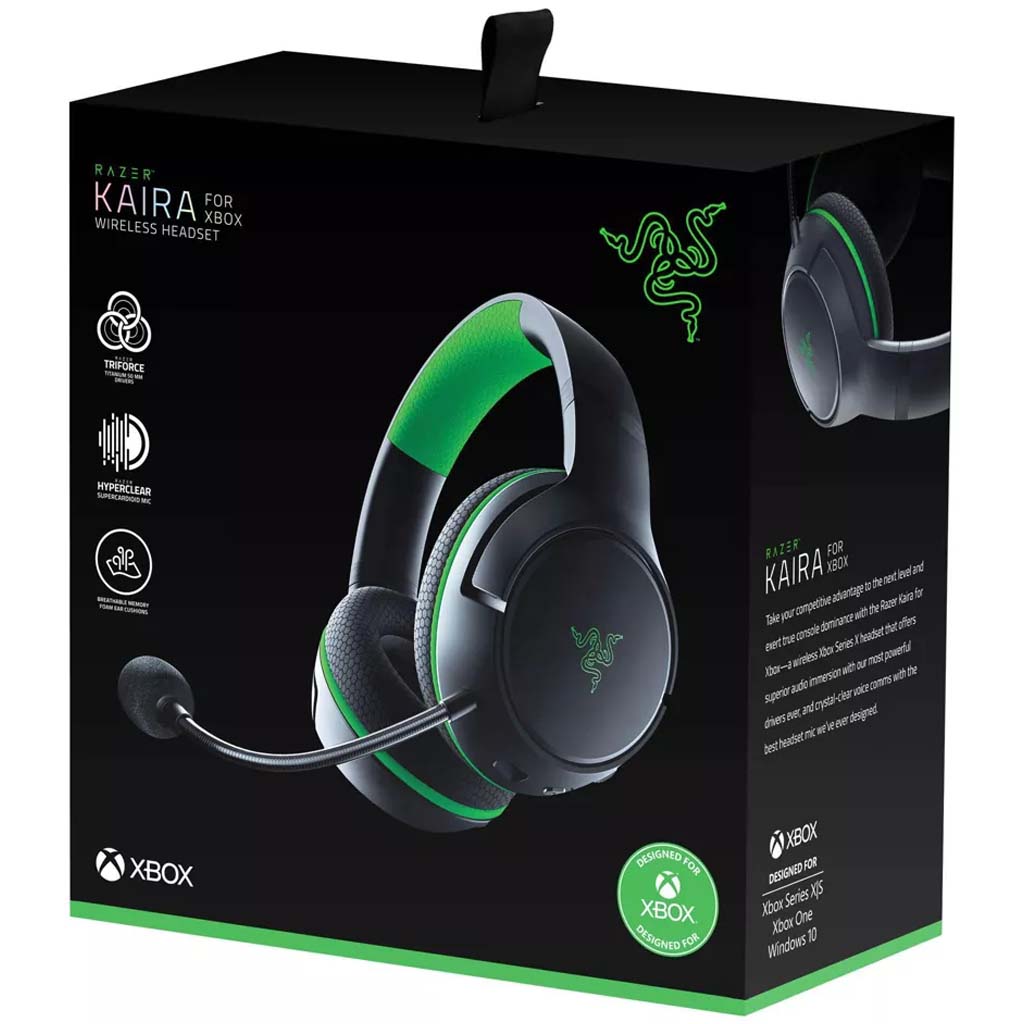 RAZER™
KAIRA FOR XBOX
WIRELESS HEADSET
RAZER
TRIFORCE
TITANIUM 50 MM
DRIVERS
RAZER
HYPERCLEAR
SUPERCARDIOID MIC
BREATHABLE MEMORY
FOAM EAR CUSHIONS
XBOX
DESIGNED FOR
XBOX
DESIGNED FOR
RAZER™
KAIRA FOR XBOX
Take your competitive advantage to the next level and
exert true console dominance with the Razer Kaira for
Xbox—a wireless Xbox Series X headset that offers
superior audio immersion with our most powerful
drivers ever, and crystal-clear voice comms with the
best headset mic we've ever designed.
XBOX
DESIGNED FOR
Xbox Series X|S
Xbox One
Windows 10